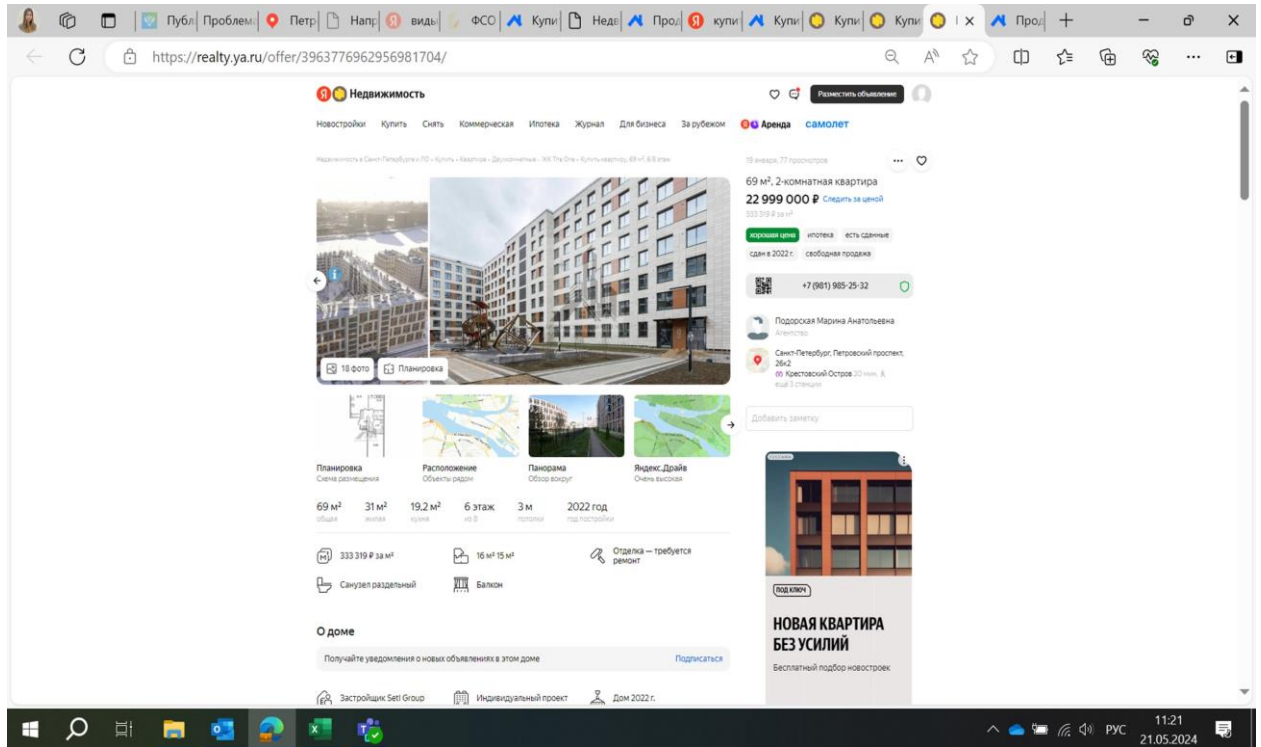 Публ
Проблема
Петр
Напр
виды
ФСО
Купи
Неде
Прод
купи
Купи
Купи
Купи
Прод
https://realty.ya.ru/offer/3963776962956981704/
Недвижимость
Разместить объявление
Новостройки Купить Снять Коммерческая Ипотека Журнал Для бизнеса За рубежом Аренда самолет
19 января, 77 просмотров
69 м², 2-комнатная квартира
22 999 000 ₽ Следить за ценой
333 319 ₽ за м²
хорошая цена ипотека есть сданные
сдан в 2022 г. свободная продажа
+7 (981) 985-25-32
Подорская Марина Анатольевна
Агентство
Санкт-Петербург, Петровский проспект,
26к2
Крестовский Остров 20 мин.
ещё 3 станции
Добавить заметку
18 фото
Планировка
Планировка
Схема размещения
Расположение
Объекты рядом
Панорама
Обзор вокруг
Яндекс.Драйв
Очень высокая
69 м² 31 м² 19,2 м² 6 этаж 3 м 2022 год
общая жилая кухня из 8 потолки год постройки
333 319 ₽ за м²
16 м² 15 м²
Отделка — требуется
ремонт
Санузел раздельный
Балкон
О доме
Получайте уведомления о новых объявлениях в этом доме
Подписаться
Застройщик Setl Group
Индивидуальный проект
Дом 2022 г.
ПОД КЛЮЧ
НОВАЯ КВАРТИРА
БЕЗ УСИЛИЙ
Бесплатный подбор новостроек
РУС
11:21
21.05.2024